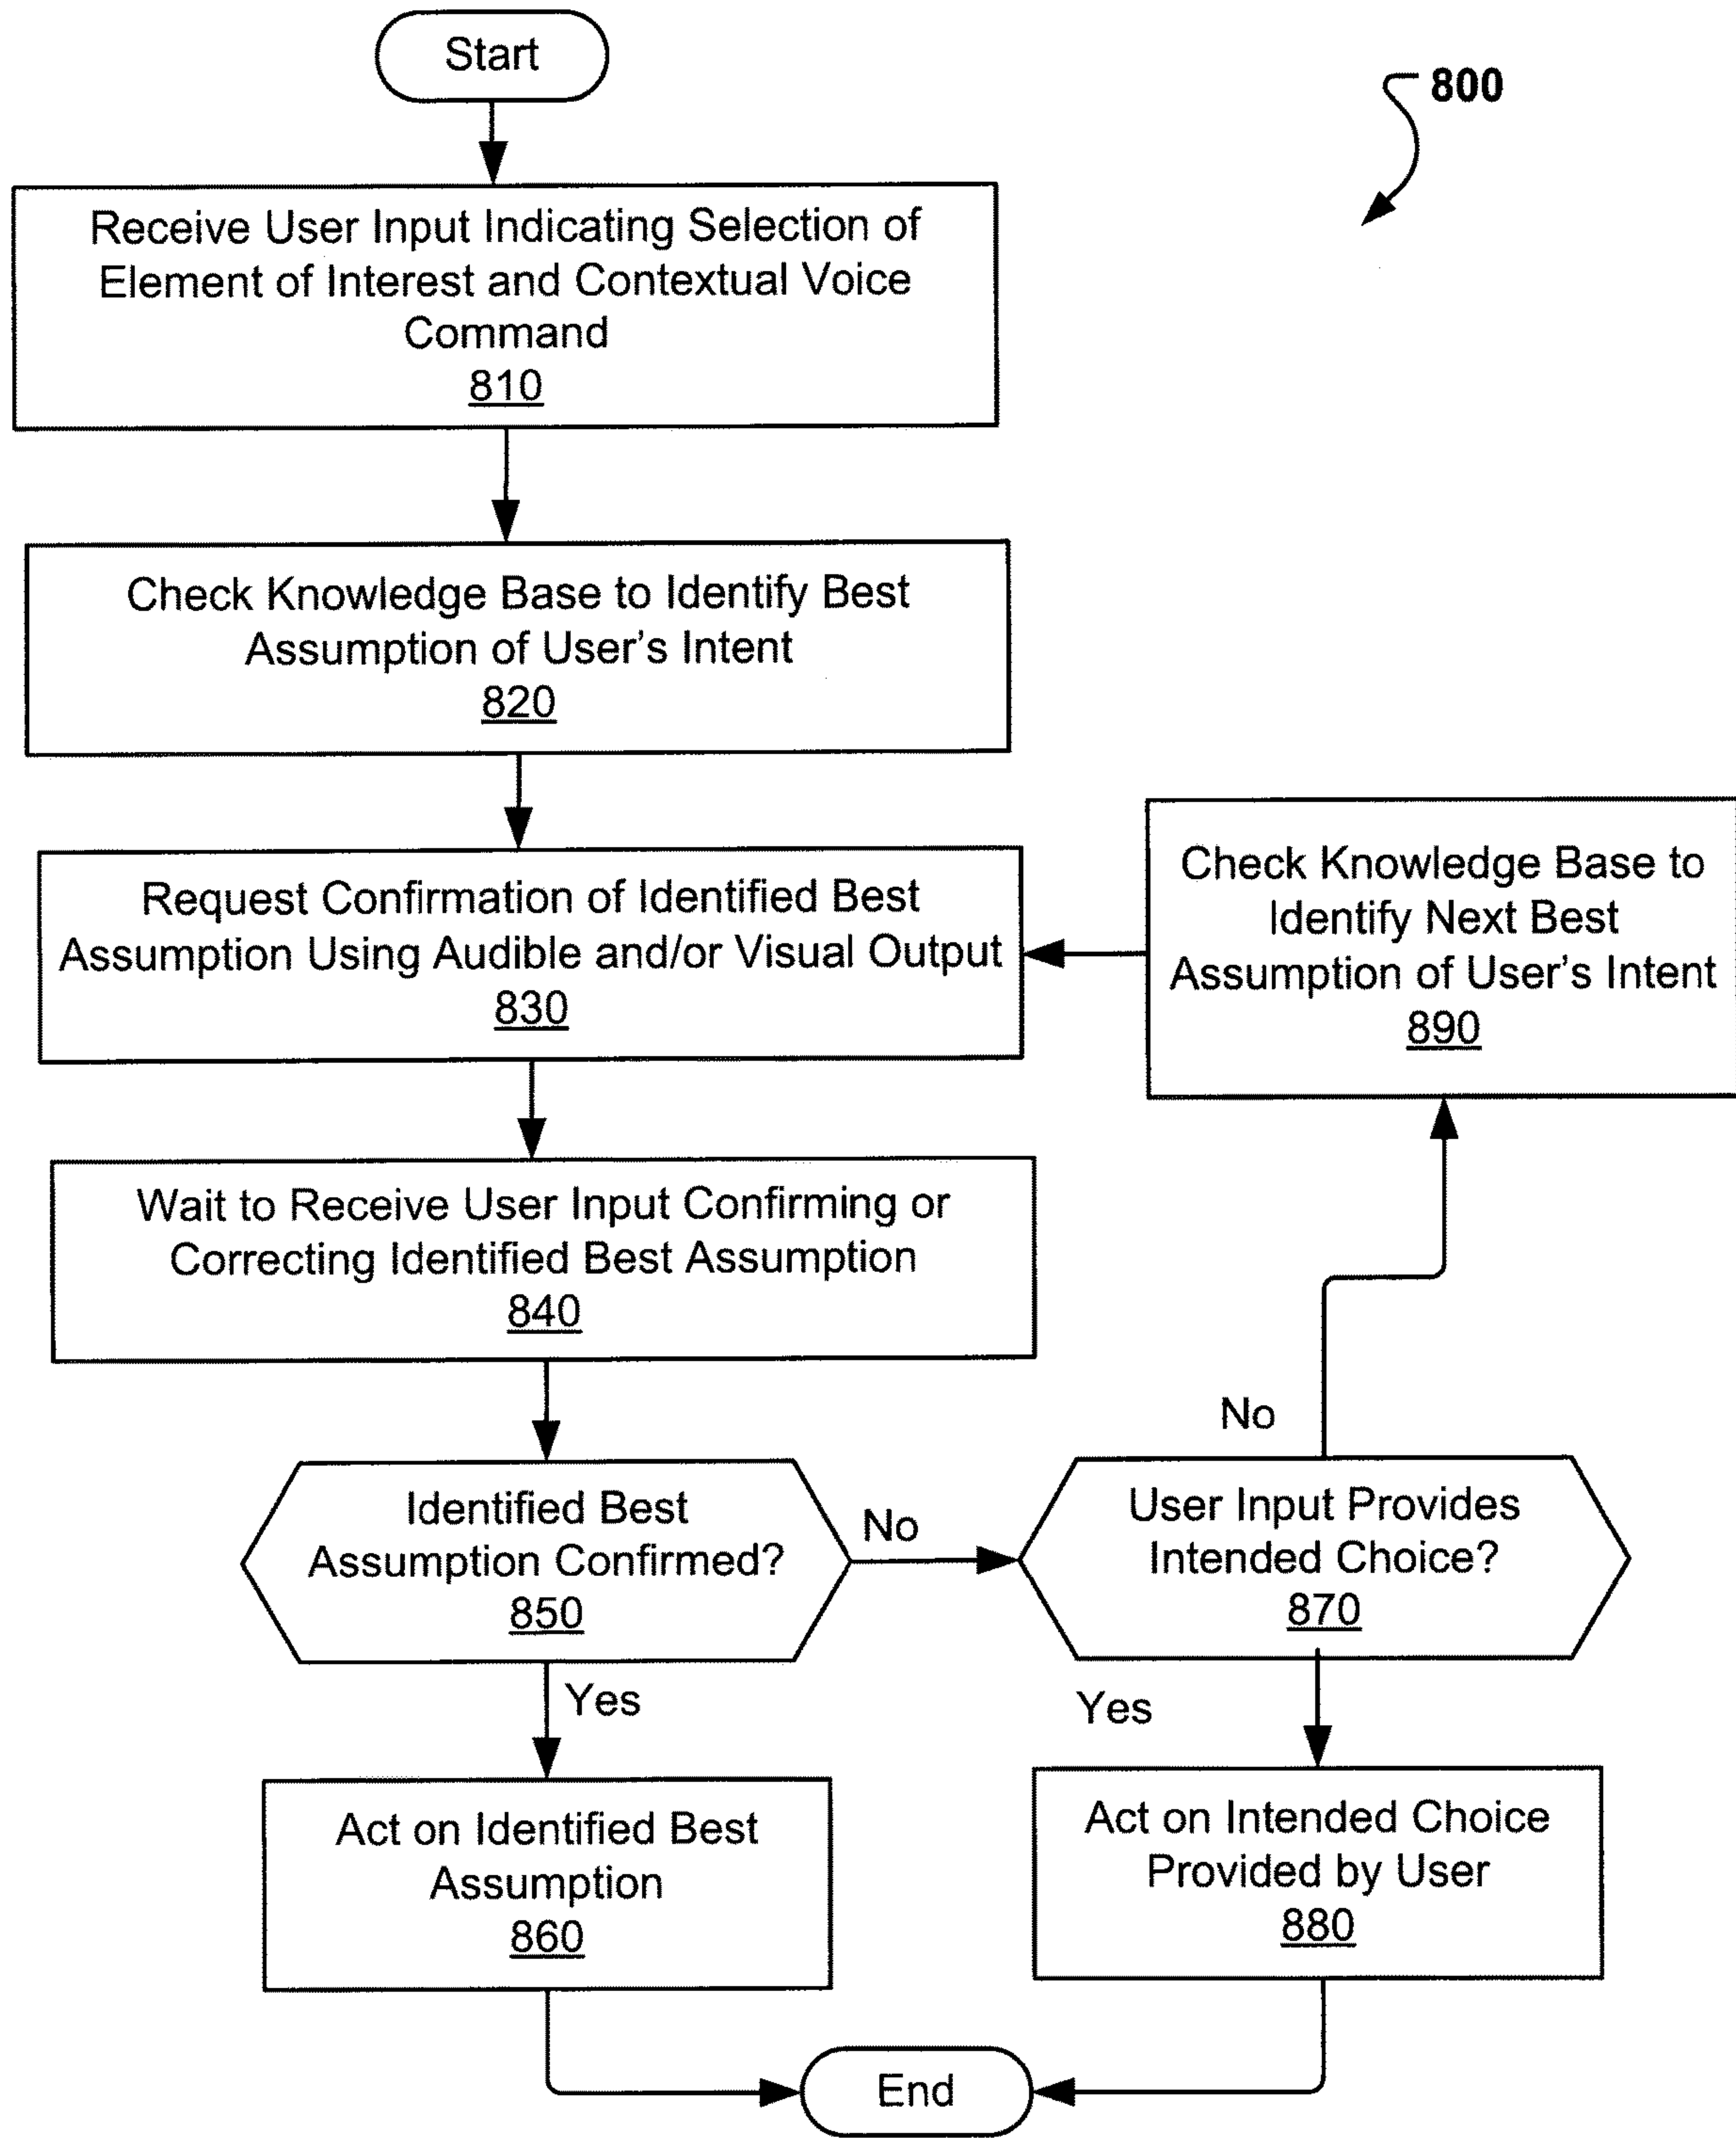 Start
800
Receive User Input Indicating Selection of
Element of Interest and Contextual Voice
Command
810
Check Knowledge Base to Identify Best
Assumption of User's Intent
820
Request Confirmation of Identified Best
Assumption Using Audible and/or Visual Output
830
Check Knowledge Base to
Identify Next Best
Assumption of User's Intent
890
Wait to Receive User Input Confirming or
Correcting Identified Best Assumption
840
Identified Best
Assumption Confirmed?
850
No
User Input Provides
Intended Choice?
870
No
Yes
Yes
Act on Identified Best
Assumption
860
Act on Intended Choice
Provided by User
880
End